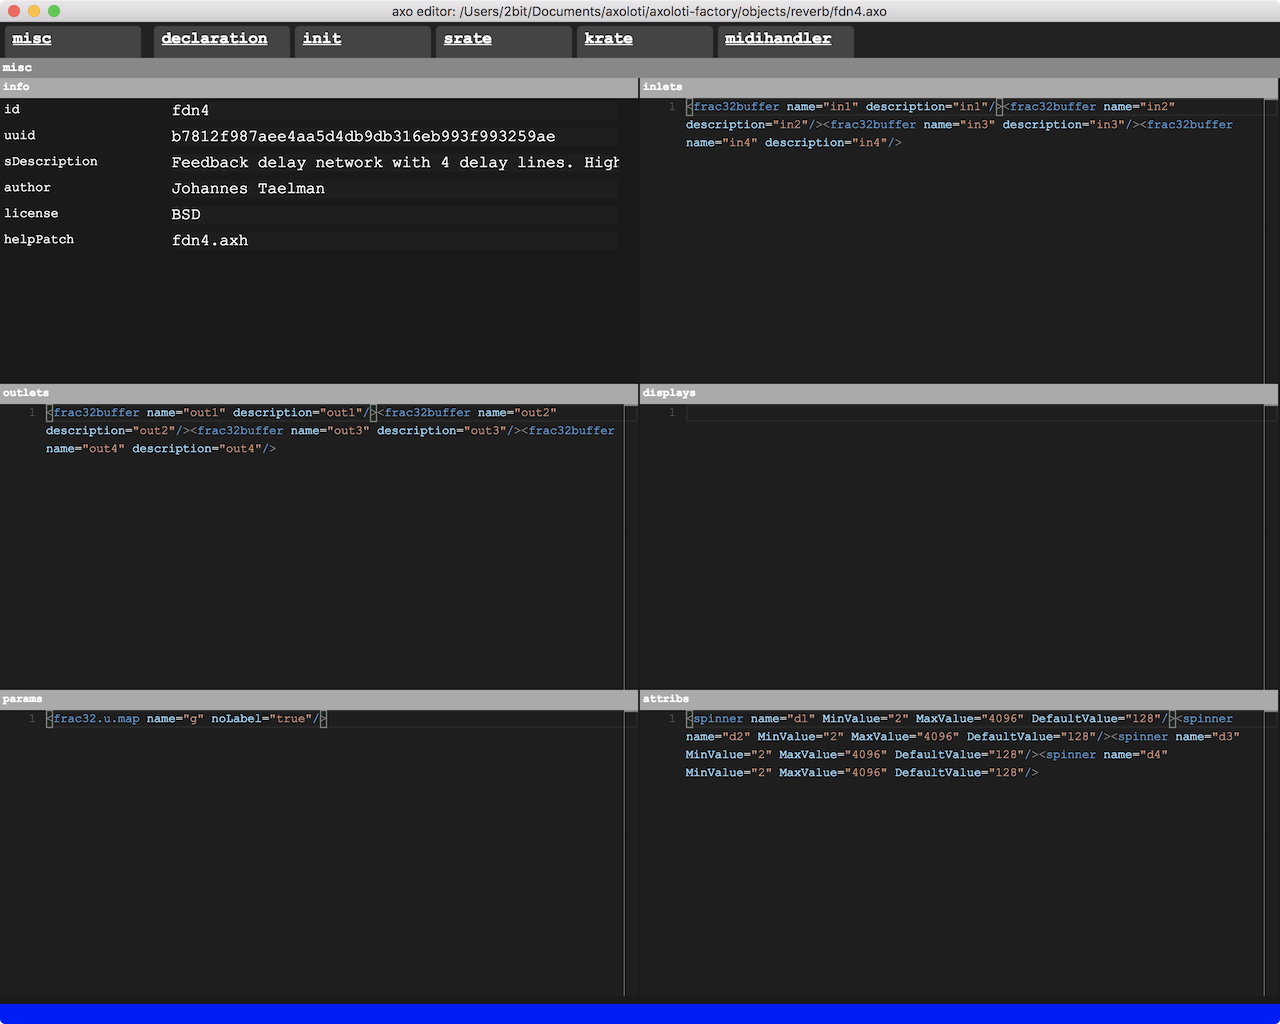 axo editor: /Users/2bit/Documents/axoloti/axoloti-factory/objects/reverb/fdn4.axo
misc declaration init srate krate midihandler
misc
info
id fdn4
uuid b7812f987aee4aa5d4db9db316eb993f993259ae
sDescription Feedback delay network with 4 delay lines. High
author Johannes Taelman
license BSD
helpPatch fdn4.axh
inlets
1 <frac32buffer name="in1" description="in1"/><frac32buffer name="in2"
description="in2"/><frac32buffer name="in3" description="in3"/><frac32buffer
name="in4" description="in4"/>
outlets
1 <frac32buffer name="out1" description="out1"/><frac32buffer name="out2"
description="out2"/><frac32buffer name="out3" description="out3"/><frac32buffer
name="out4" description="out4"/>
displays
1
params
1 <frac32.u.map name="g" noLabel="true"/>
attribs
1 <spinner name="d1" MinValue="2" MaxValue="4096" DefaultValue="128"/><spinner
name="d2" MinValue="2" MaxValue="4096" DefaultValue="128"/><spinner name="d3"
MinValue="2" MaxValue="4096" DefaultValue="128"/><spinner name="d4"
MinValue="2" MaxValue="4096" DefaultValue="128"/>